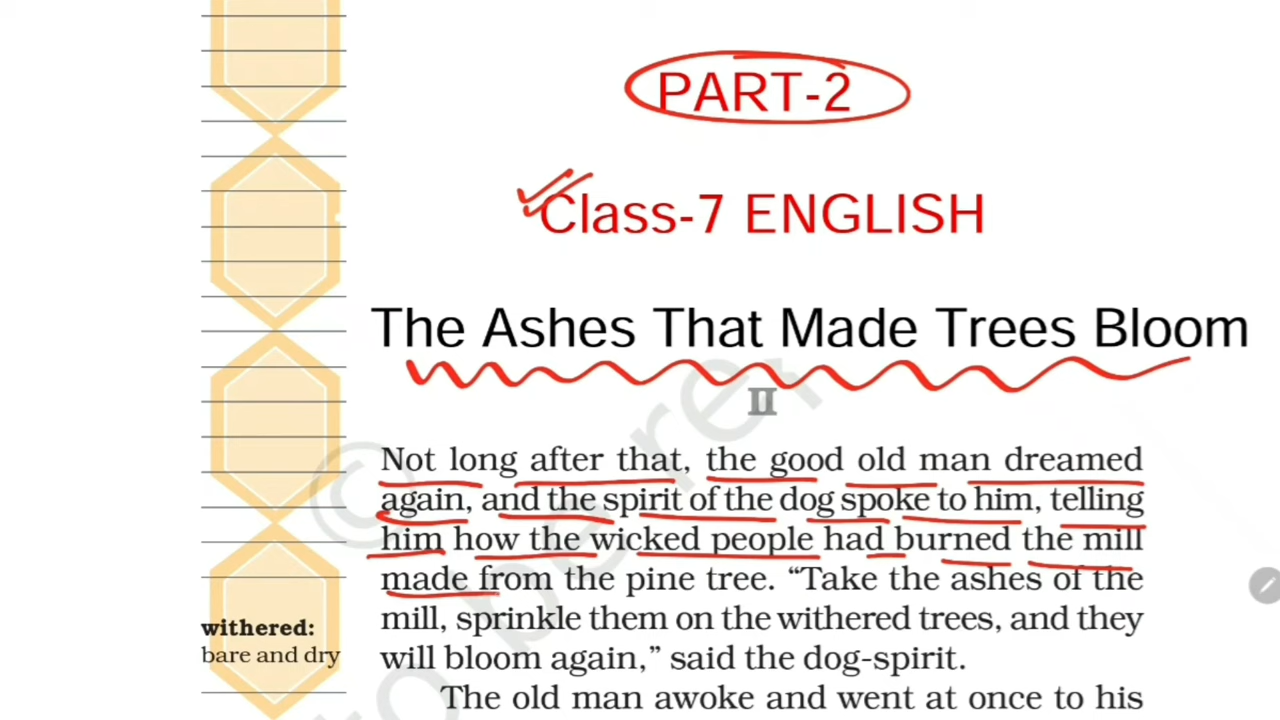 PART-2
Class-7 ENGLISH
The Ashes That Made Trees Bloom
II
Not long after that, the good old man dreamed
again, and the spirit of the dog spoke to him, telling
him how the wicked people had burned the mill
made from the pine tree. “Take the ashes of the
mill, sprinkle them on the withered trees, and they
will bloom again,” said the dog-spirit.
The old man awoke and went at once to his
withered:
bare and dry
© to be re